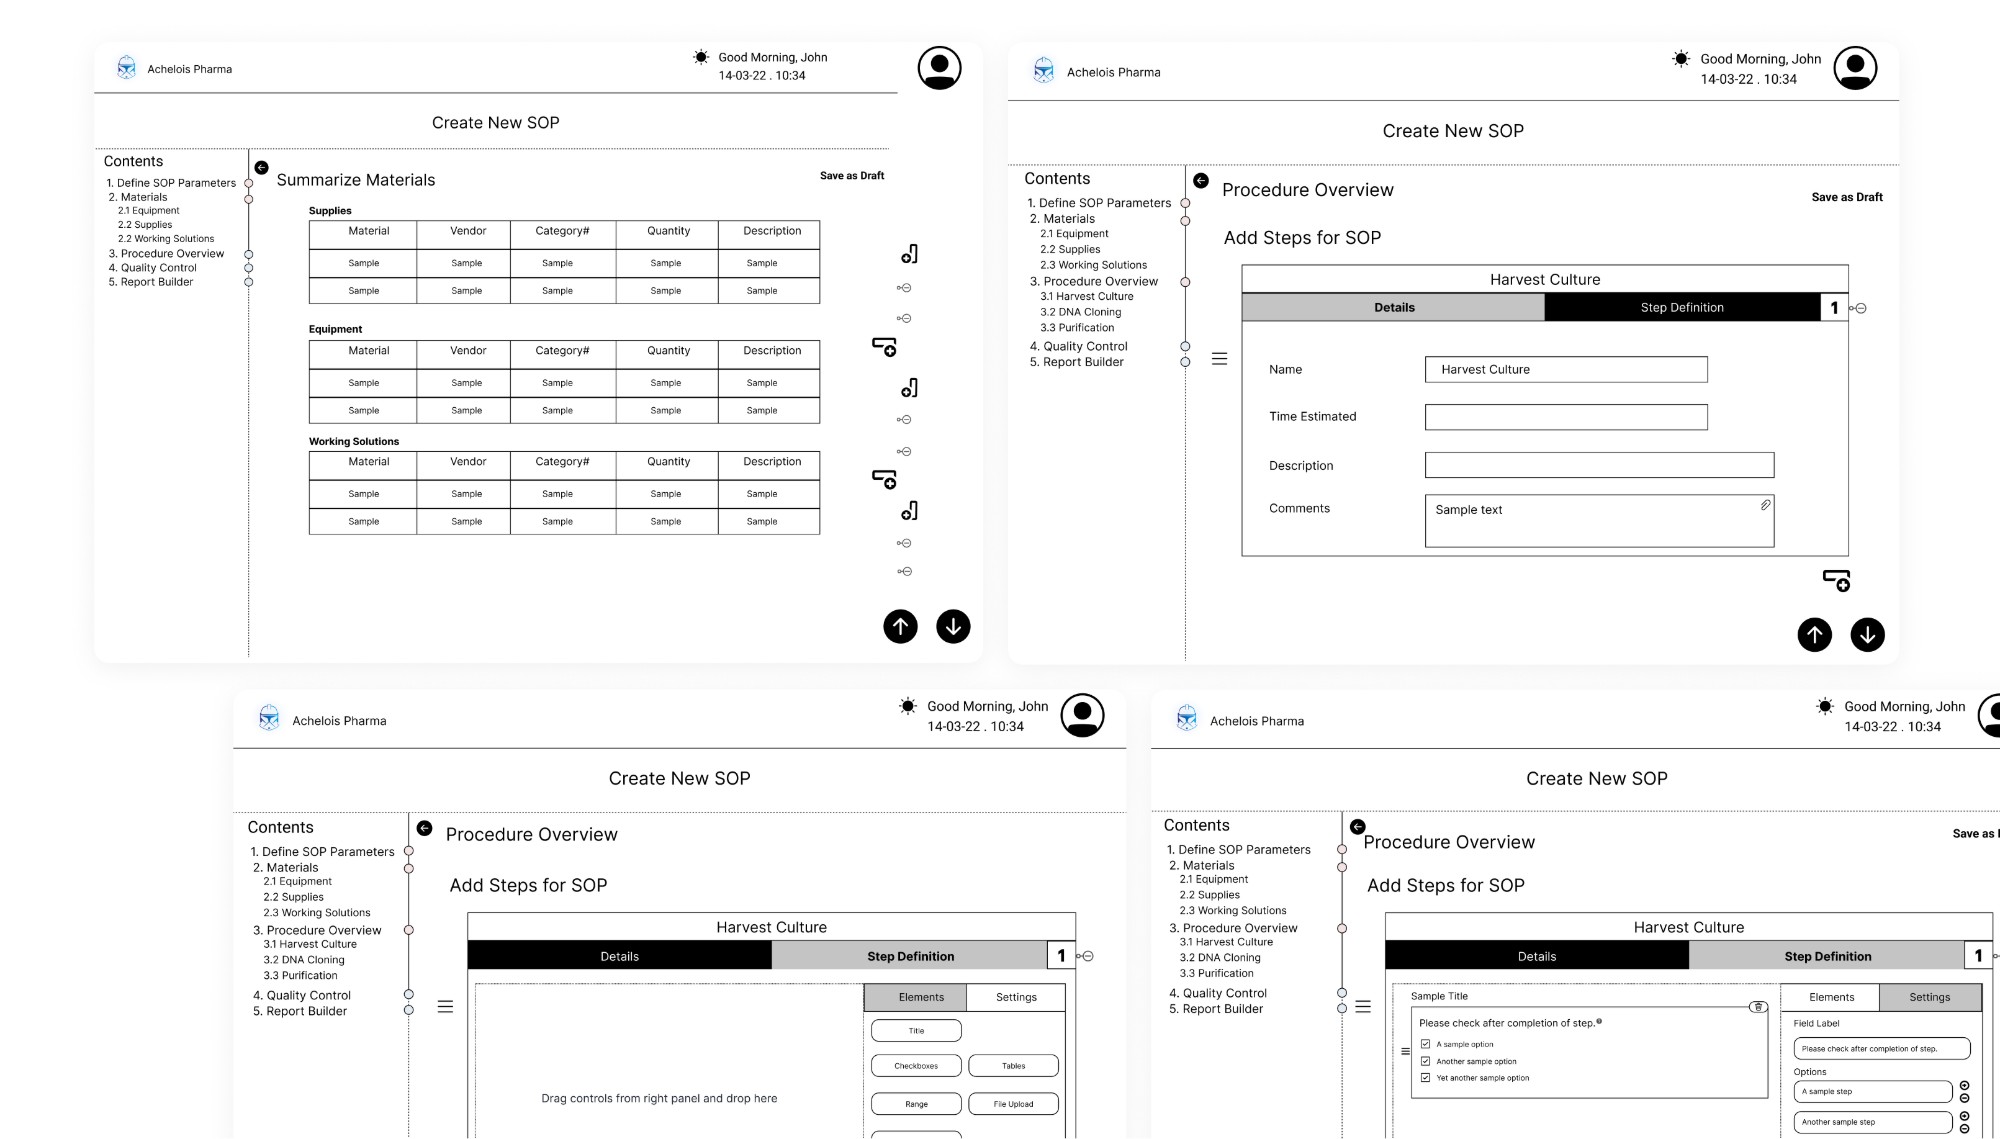 Achelois Pharma
Good Morning, John
14-03-22 . 10:34
Create New SOP
Contents
1. Define SOP Parameters
2. Materials
2.1 Equipment
2.2 Supplies
2.2 Working Solutions
3. Procedure Overview
4. Quality Control
5. Report Builder
Summarize Materials
Save as Draft
Supplies
Material Vendor Category# Quantity Description
Sample Sample Sample Sample Sample
Sample Sample Sample Sample Sample
Equipment
Material Vendor Category# Quantity Description
Sample Sample Sample Sample Sample
Sample Sample Sample Sample Sample
Working Solutions
Material Vendor Category# Quantity Description
Sample Sample Sample Sample Sample
Sample Sample Sample Sample Sample
Achelois Pharma
Good Morning, John
14-03-22 . 10:34
Create New SOP
Contents
1. Define SOP Parameters
2. Materials
2.1 Equipment
2.2 Supplies
2.3 Working Solutions
3. Procedure Overview
3.1 Harvest Culture
3.2 DNA Cloning
3.3 Purification
4. Quality Control
5. Report Builder
Procedure Overview
Save as Draft
Add Steps for SOP
Harvest Culture
Details Step Definition 1
Name Harvest Culture
Time Estimated
Description
Comments Sample text
Achelois Pharma
Good Morning, John
14-03-22 . 10:34
Create New SOP
Contents
1. Define SOP Parameters
2. Materials
2.1 Equipment
2.2 Supplies
2.3 Working Solutions
3. Procedure Overview
3.1 Harvest Culture
3.2 DNA Cloning
3.3 Purification
4. Quality Control
5. Report Builder
Procedure Overview
Add Steps for SOP
Harvest Culture
Details Step Definition 1
Elements Settings
Title
Checkboxes Tables
Range File Upload
Drag controls from right panel and drop here
Achelois Pharma
Good Morning, John
14-03-22 . 10:34
Create New SOP
Contents
1. Define SOP Parameters
2. Materials
2.1 Equipment
2.2 Supplies
2.3 Working Solutions
3. Procedure Overview
3.1 Harvest Culture
3.2 DNA Cloning
3.3 Purification
4. Quality Control
5. Report Builder
Procedure Overview
Save as
Add Steps for SOP
Harvest Culture
Details Step Definition 1
Sample Title
Please check after completion of step.
A sample option
Another sample option
Yet another sample option
Elements Settings
Field Label
Please check after completion of step.
Options
A sample step
Another sample step